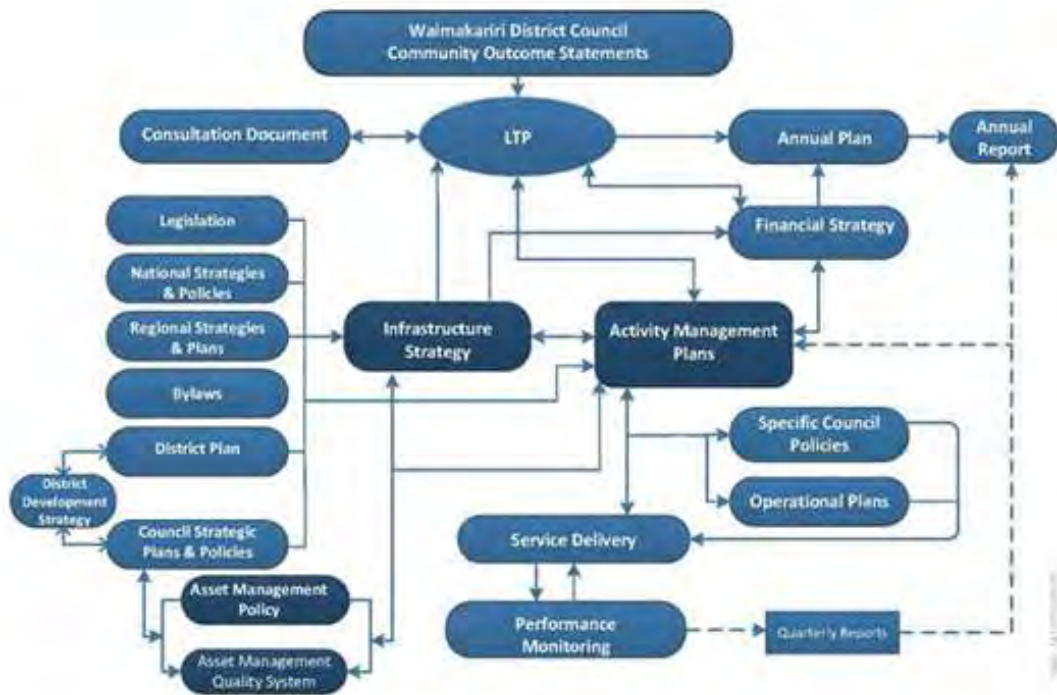 Waimakariri District Council
Community Outcome Statements
Consultation Document
LTP
Annual Plan
Annual
Report
Legislation
Financial Strategy
National Strategies
& Policies
Regional Strategies
& Plans
Infrastructure
Strategy
Activity Management
Plans
Bylaws
Specific Council
Policies
District Plan
District
Development
Strategy
Operational Plans
Council Strategic
Plans & Policies
Service Delivery
Asset Management
Policy
Performance
Monitoring
Quarterly Reports
Asset Management
Quality System